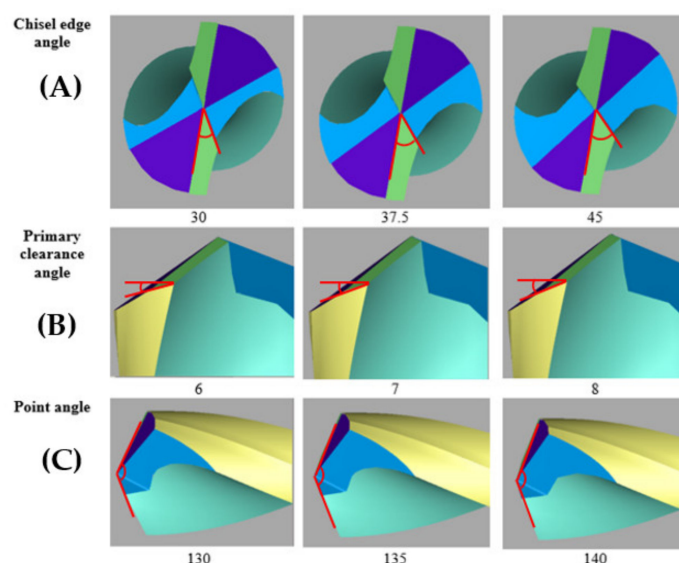 Chisel edge
angle
(A)
30
37.5
45
Primary
clearance
angle
(B)
6
7
8
Point angle
(C)
130
135
140